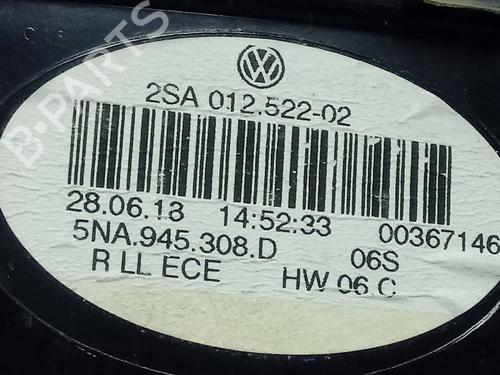 B-PARTS
2SA 012.522-02
28.06.18 14:52:33 00367146
5NA.945.308.D 06S
R LL ECE HW 06.C